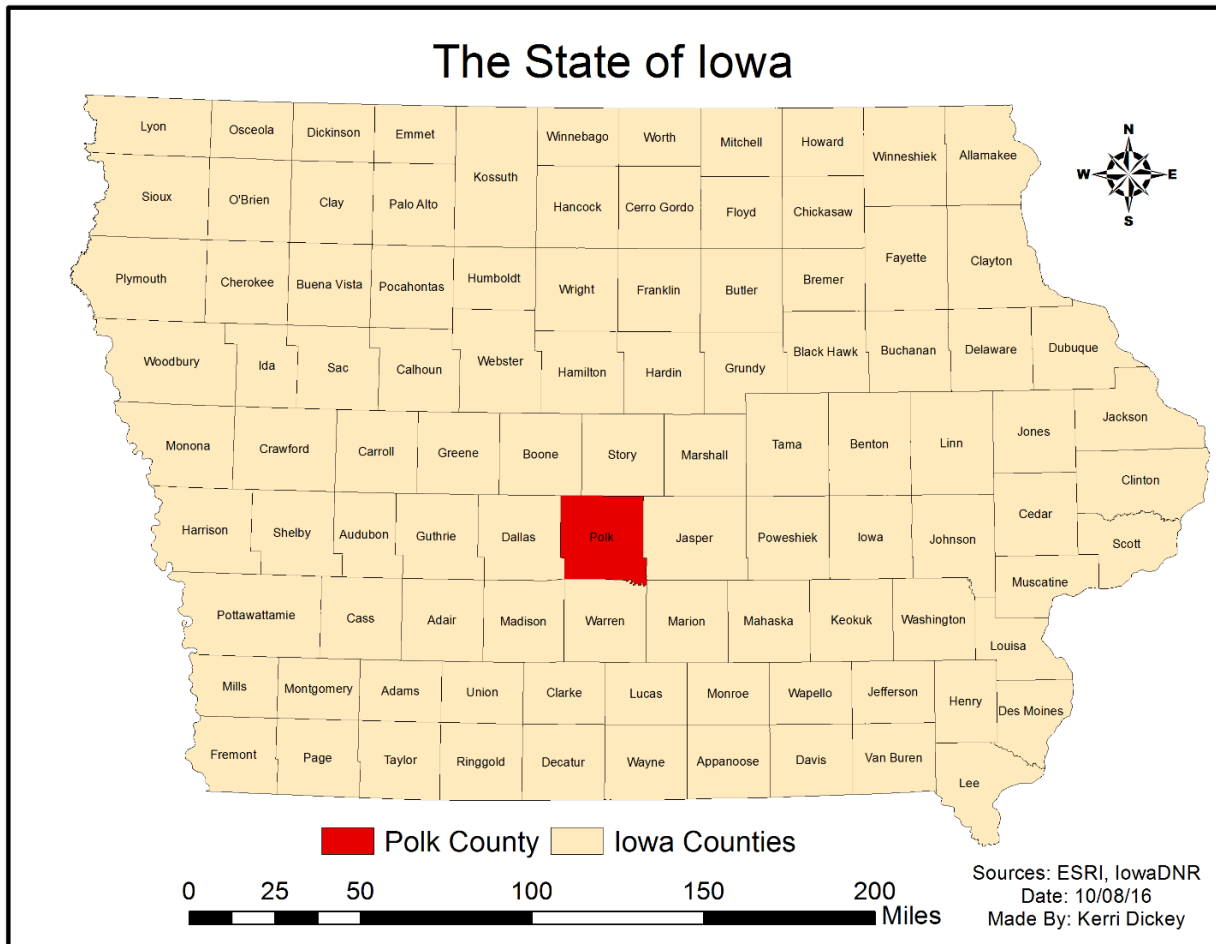 The State of Iowa
Lyon
Osceola
Dickinson
Emmet
Kossuth
Winnebago
Worth
Mitchell
Howard
Winneshiek
Allamakee
N
W
E
S
Sioux
O'Brien
Clay
Palo Alto
Hancock
Cerro Gordo
Floyd
Chickasaw
Fayette
Clayton
Plymouth
Cherokee
Buena Vista
Pocahontas
Humboldt
Wright
Franklin
Butler
Bremer
Woodbury
Ida
Sac
Calhoun
Webster
Hamilton
Hardin
Grundy
Black Hawk
Buchanan
Delaware
Dubuque
Monona
Crawford
Carroll
Greene
Boone
Story
Marshall
Tama
Benton
Linn
Jones
Jackson
Clinton
Harrison
Shelby
Audubon
Guthrie
Dallas
Polk
Jasper
Poweshiek
Iowa
Johnson
Cedar
Scott
Muscatine
Pottawattamie
Cass
Adair
Madison
Warren
Marion
Mahaska
Keokuk
Washington
Louisa
Mills
Montgomery
Adams
Union
Clarke
Lucas
Monroe
Wapello
Jefferson
Henry
Des Moines
Fremont
Page
Taylor
Ringgold
Decatur
Wayne
Appanoose
Davis
Van Buren
Lee
Polk County
Iowa Counties
0 25 50 100 150 200
Miles
Sources: ESRI, IowaDNR
Date: 10/08/16
Made By: Kerri Dickey